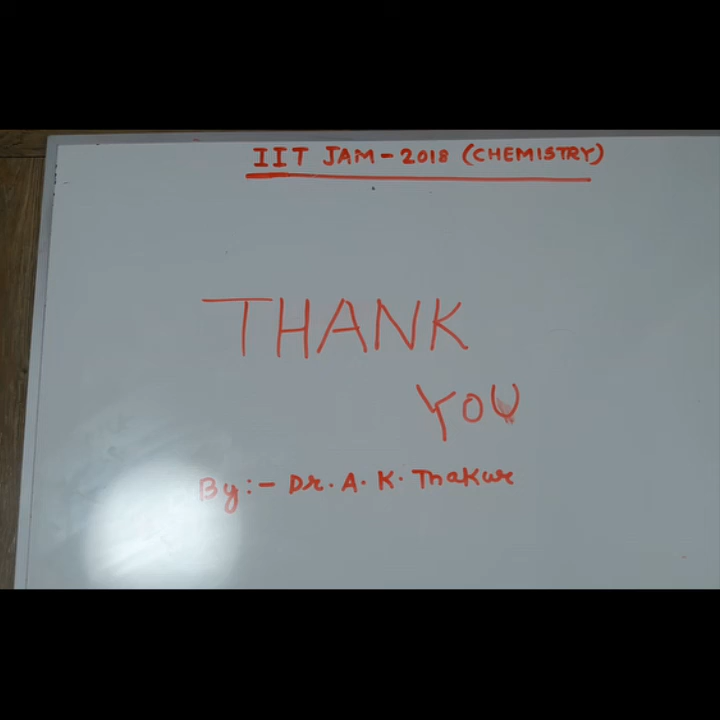 IIT JAM-2018 (CHEMISTRY)
THANK
YOU
By:- Dr. A. K. Thakur